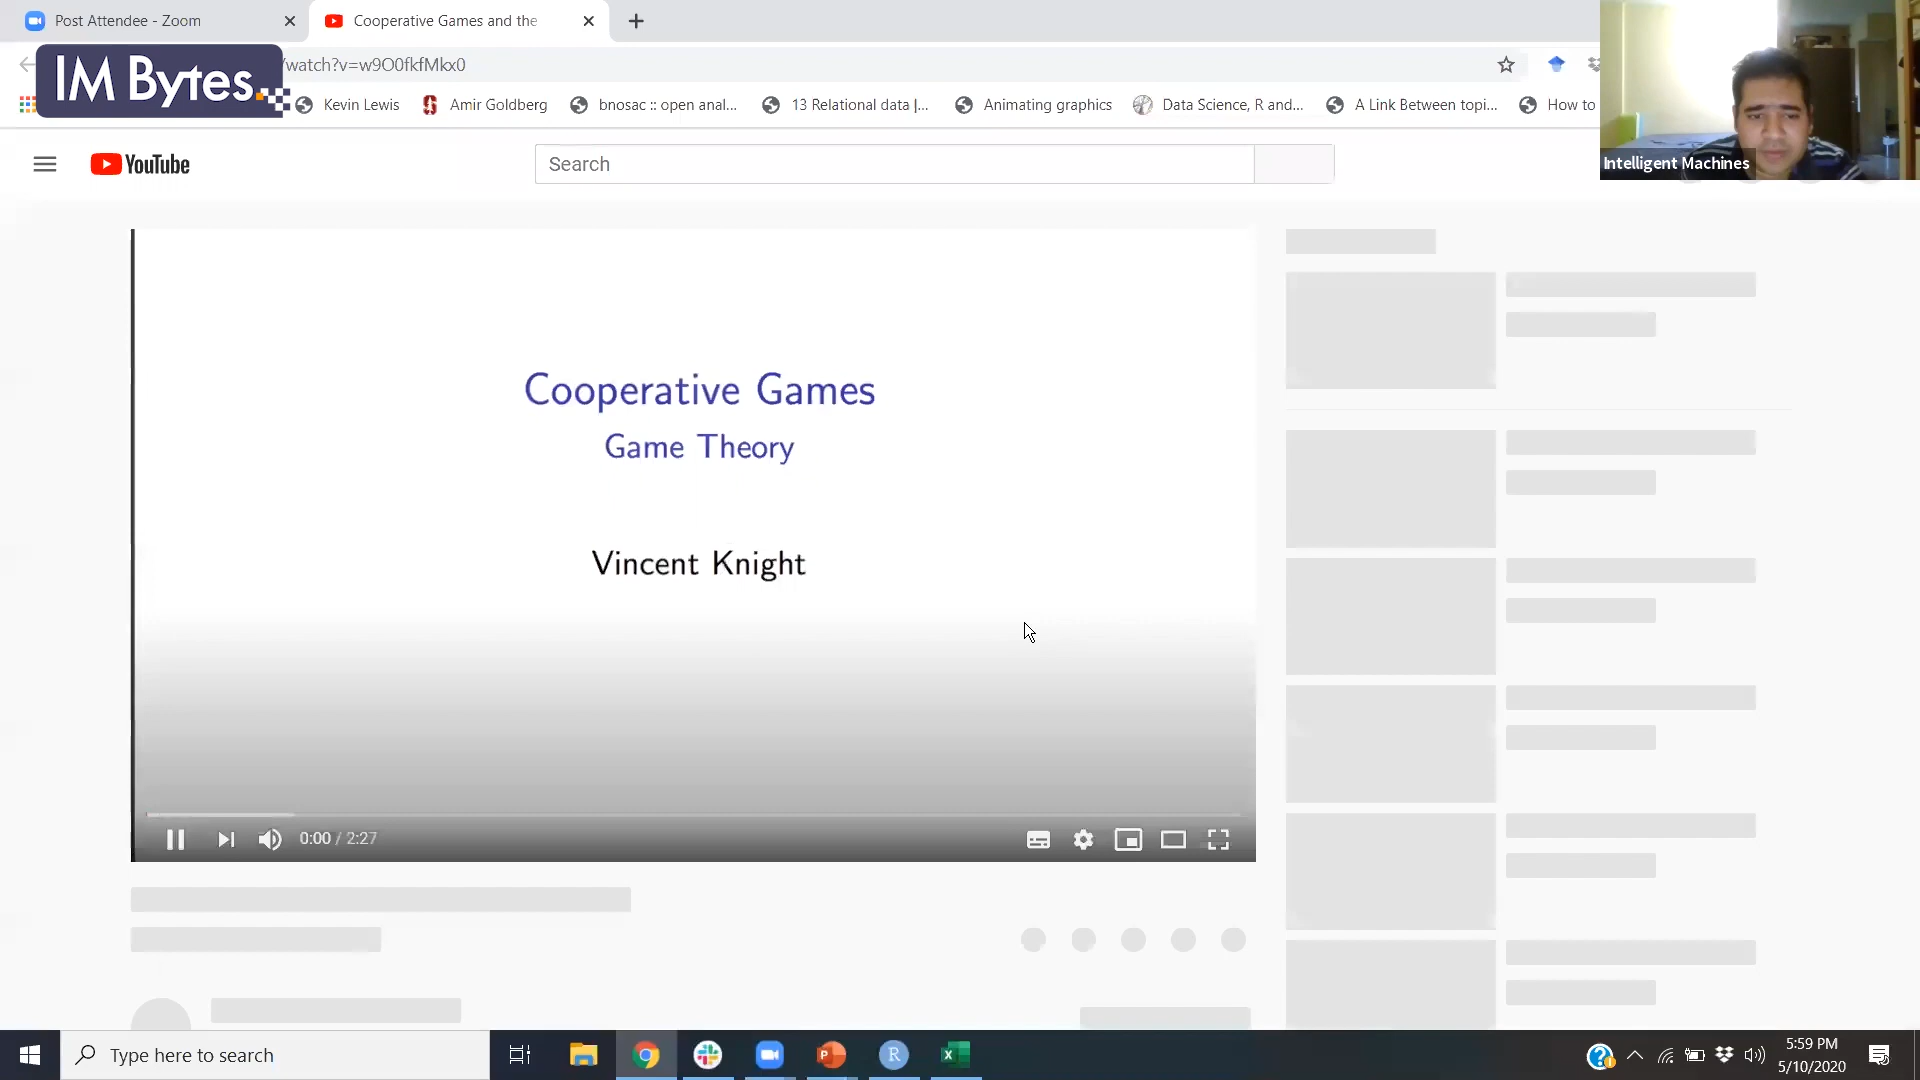 Post Attendee - Zoom
Cooperative Games and the
IM Bytes
/watch?v=w9O0fkfMkx0
Kevin Lewis
Amir Goldberg
bnosac :: open anal...
13 Relational data |...
Animating graphics
Data Science, R and...
A Link Between topi...
How to
Intelligent Machines
YouTube
Search
Cooperative Games
Game Theory
Vincent Knight
0:00 / 2:27
Type here to search
5:59 PM
5/10/2020